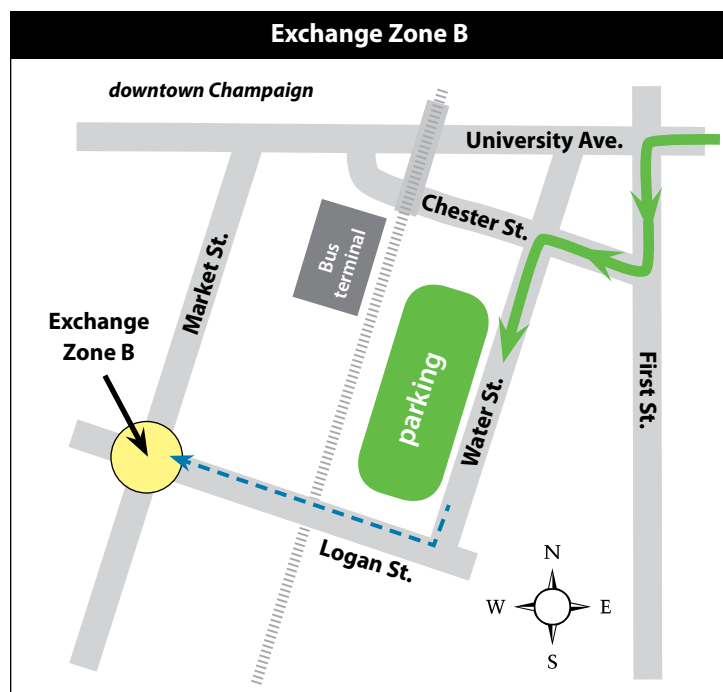 Exchange Zone B
downtown Champaign
University Ave.
Chester St.
Market St.
Bus
terminal
Exchange
Zone B
parking
Water St.
First St.
Logan St.
N
W
E
S